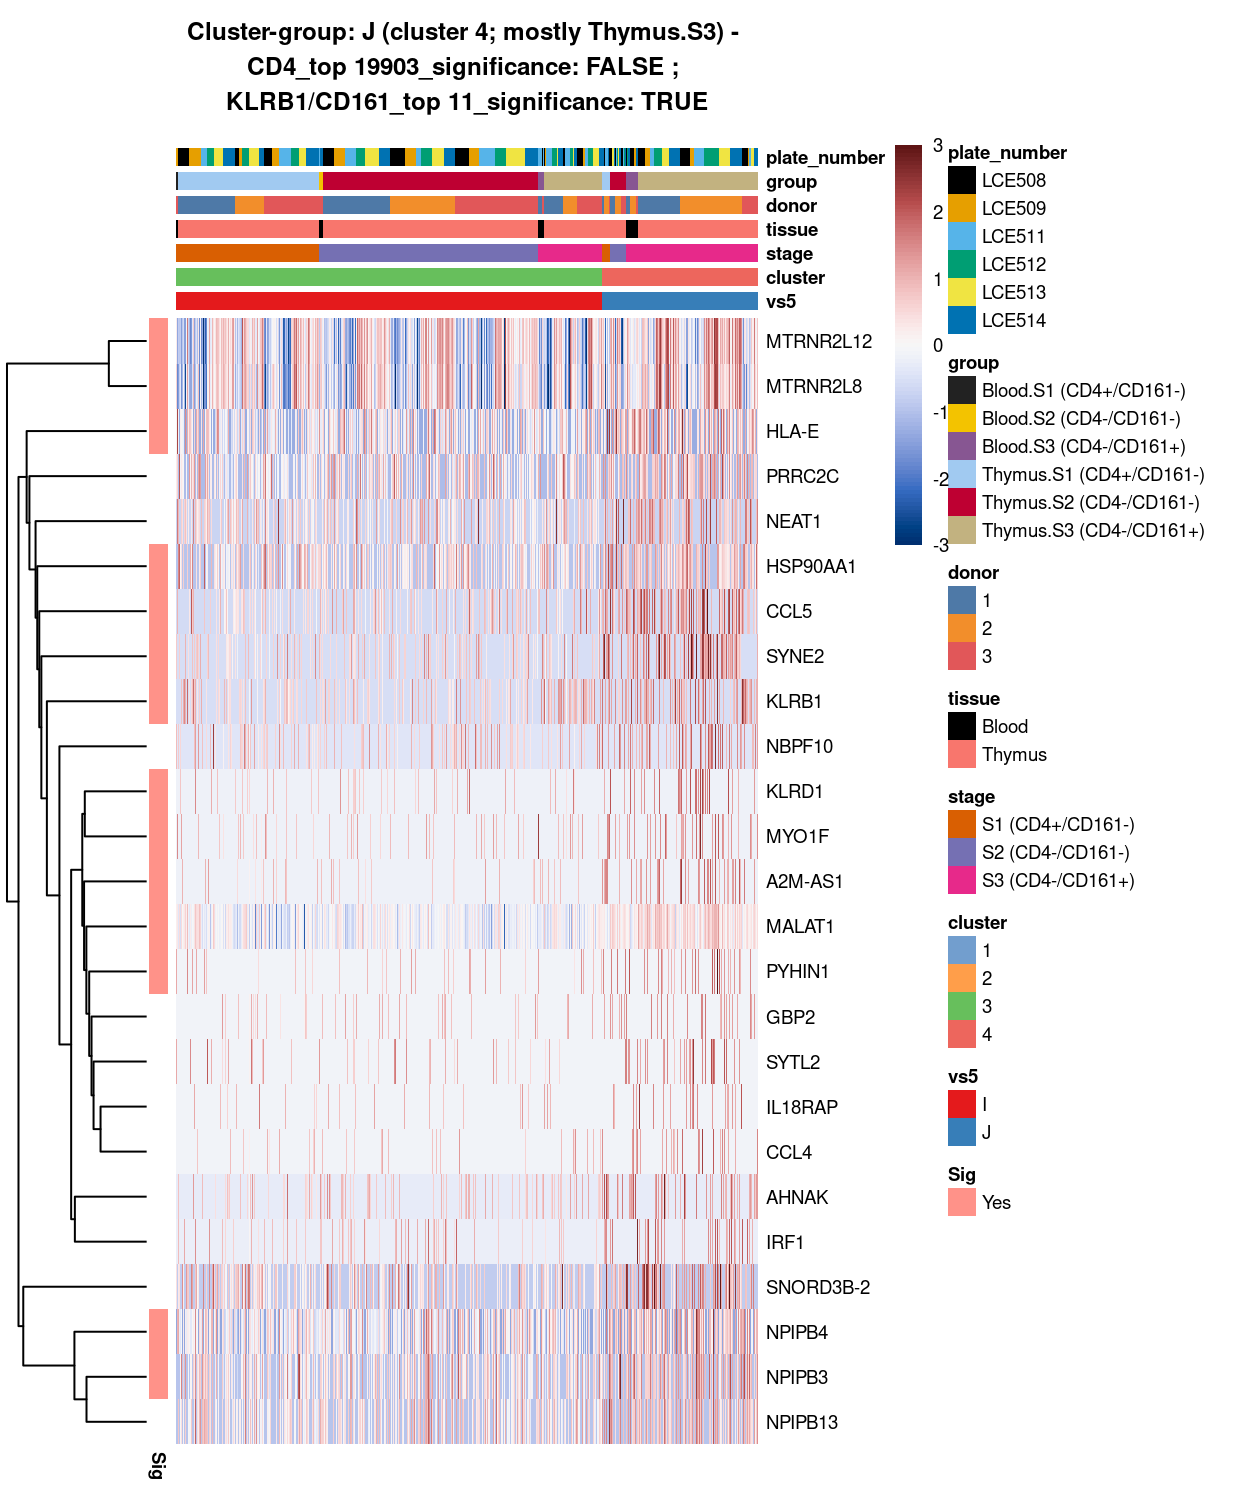 Cluster-group: J (cluster 4; mostly Thymus.S3) -
CD4_top 19903_significance: FALSE ;
KLRB1/CD161_top 11_significance: TRUE
plate_number
group
donor
tissue
stage
cluster
vs5
MTRNR2L12
MTRNR2L8
HLA-E
PRRC2C
NEAT1
HSP90AA1
CCL5
SYNE2
KLRB1
NBPF10
KLRD1
MYO1F
A2M-AS1
MALAT1
PYHIN1
GBP2
SYTL2
IL18RAP
CCL4
AHNAK
IRF1
SNORD3B-2
NPIPB4
NPIPB3
NPIPB13
Sig
3
2
1
0
-1
-2
-3
plate_number
LCE508
LCE509
LCE511
LCE512
LCE513
LCE514
group
Blood.S1 (CD4+/CD161-)
Blood.S2 (CD4-/CD161-)
Blood.S3 (CD4-/CD161+)
Thymus.S1 (CD4+/CD161-)
Thymus.S2 (CD4-/CD161-)
Thymus.S3 (CD4-/CD161+)
donor
1
2
3
tissue
Blood
Thymus
stage
S1 (CD4+/CD161-)
S2 (CD4-/CD161-)
S3 (CD4-/CD161+)
cluster
1
2
3
4
vs5
I
J
Sig
Yes